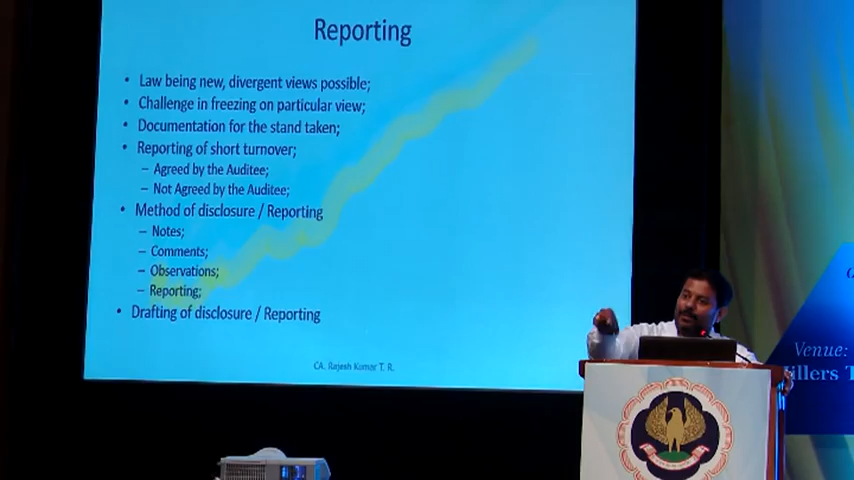 Reporting
• Law being new, divergent views possible;
• Challenge in freezing on particular view;
• Documentation for the stand taken;
• Reporting of short turnover;
– Agreed by the Auditee;
– Not Agreed by the Auditee;
• Method of disclosure / Reporting
– Notes;
– Comments;
– Observations;
– Reporting;
• Drafting of disclosure / Reporting
CA. Rajesh Kumar T. R.
Venue:
illers T